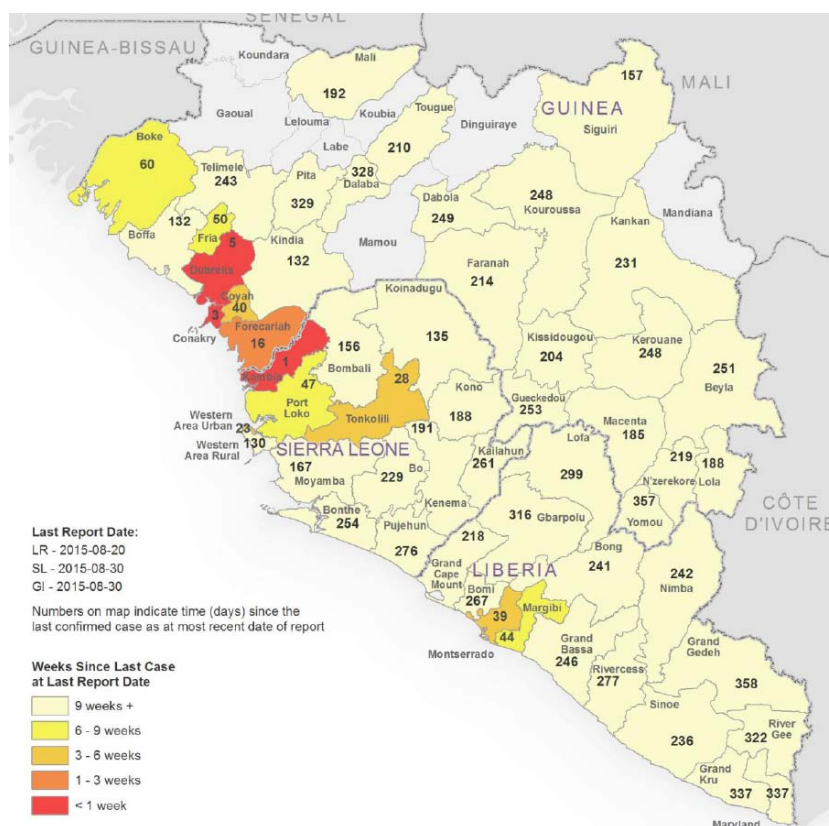 SENEGAL
GUINEA-BISSAU
Koundara
Mali
192
157
MALI
Gaoual
Lelouma
Koubia
Tougue
210
Dinguiraye
GUINEA
Siguiri
Labe
Boke
60
Telimele
243
Pita
329
328
Dalaba
Dabola
249
248
Kouroussa
Kankan
231
Mandiana
Boffa
132
50
Fria
5
Dubreka
Kindia
132
Mamou
Faranah
214
Coyah
40
3
Conakry
Forecariah
16
Koinadugu
135
1
Kambia
156
Bombali
Kissidougou
204
Kerouane
248
251
Beyla
47
Port
Loko
28
Tonkolili
Kono
188
Gueckedou
253
Macenta
185
Western
Area Urban
23
Western
Area Rural
130
SIERRA LEONE
191
167
Moyamba
Bo
229
Kailahun
261
Lofa
299
219
N'zerekore
188
Lola
357
Yomou
CÔTE
D'IVOIRE
Bonthe
254
Kenema
Pujehun
276
316
Gbarpolu
218
Grand
Cape
Mount
LIBERIA
Bong
241
242
Nimba
Bomi
267
39
Margibi
44
Montserrado
Grand
Bassa
246
Rivercess
277
Grand
Gedeh
358
Sinoe
236
River
Gee
322
Grand
Kru
337
337
Maryland
Last Report Date:
LR - 2015-08-20
SL - 2015-08-30
GI - 2015-08-30
Numbers on map indicate time (days) since the
last confirmed case as at most recent date of report
Weeks Since Last Case
at Last Report Date
9 weeks +
6 - 9 weeks
3 - 6 weeks
1 - 3 weeks
< 1 week